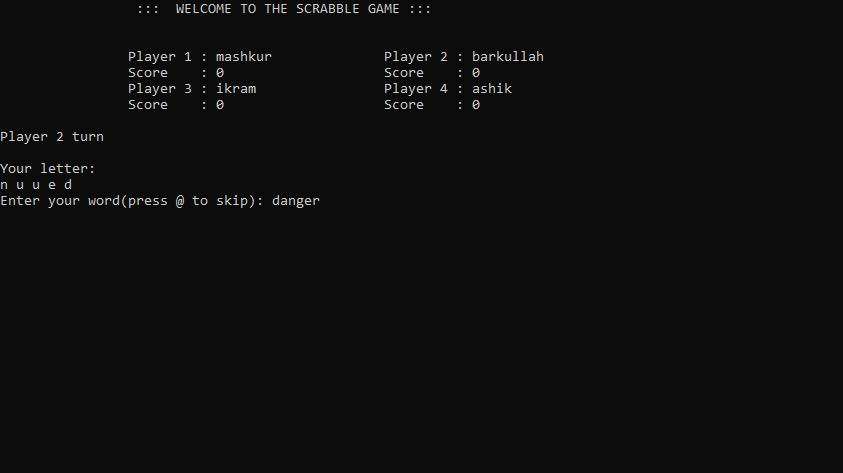 ::: WELCOME TO THE SCRABBLE GAME :::
Player 1 : mashkur Player 2 : barkullah
Score : 0 Score : 0
Player 3 : ikram Player 4 : ashik
Score : 0 Score : 0
Player 2 turn
Your letter:
n u u e d
Enter your word(press @ to skip): danger